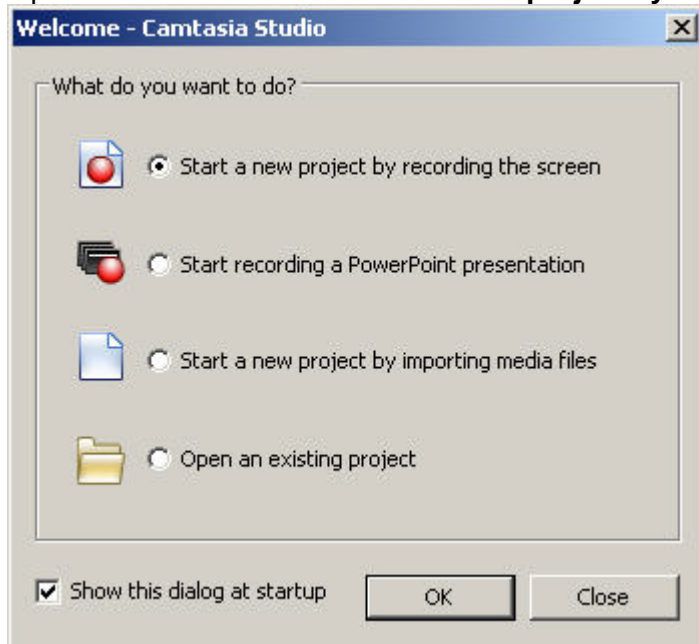 Welcome - Camtasia Studio
What do you want to do?
Start a new project by recording the screen
Start recording a PowerPoint presentation
Start a new project by importing media files
Open an existing project
Show this dialog at startup
OK
Close